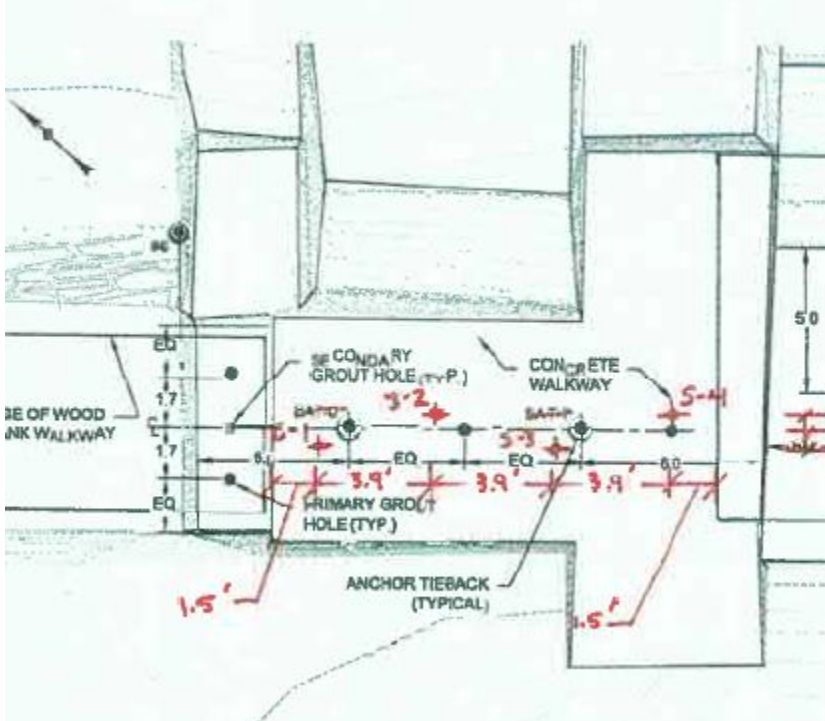 5.0
EQ
SECONDARY
GROUT HOLE (TYP.)
CONCRETE
WALKWAY
1.7
S-2
S-4
GE OF WOOD
ANK WALKWAY
S-3
1.7
EQ
EQ
6.0
3.9'
3.9'
3.9'
EQ
PRIMARY GROUT
HOLE (TYP.)
1.5'
ANCHOR TIEBACK
(TYPICAL)
1.5'